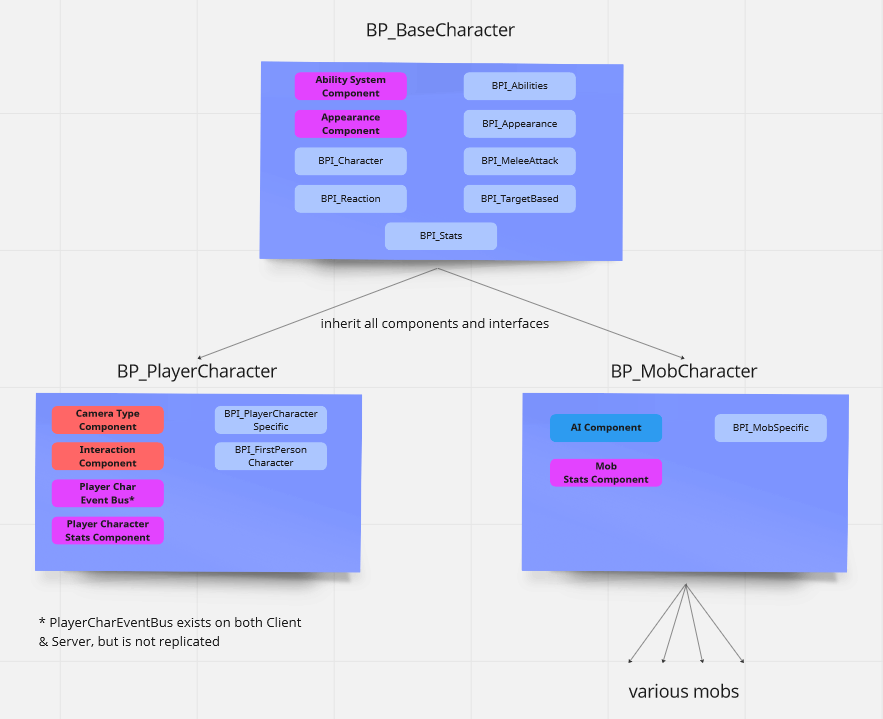 BP_BaseCharacter
Ability System
Component
BPI_Abilities
Appearance
Component
BPI_Appearance
BPI_Character
BPI_MeleeAttack
BPI_Reaction
BPI_TargetBased
BPI_Stats
inherit all components and interfaces
BP_PlayerCharacter
Camera Type
Component
BPI_PlayerCharacter
Specific
Interaction
Component
BPI_FirstPerson
Character
Player Char
Event Bus*
Player Character
Stats Component
* PlayerCharEventBus exists on both Client
& Server, but is not replicated
BP_MobCharacter
AI Component
BPI_MobSpecific
Mob
Stats Component
various mobs